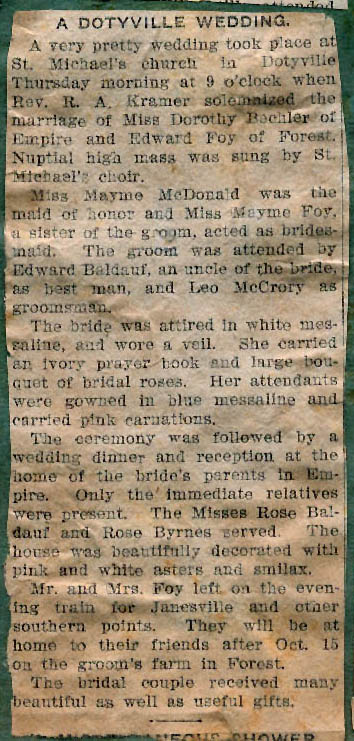 A DOTYVILLE WEDDING.
A very pretty wedding took place at
St. Michael's church in Dotyville
Thursday morning at 9 o'clock when
Rev. R. A. Kramer solemnized the
marriage of Miss Dorothy Bechler of
Empire and Edward Foy of Forest.
Nuptial high mass was sung by St.
Michael's choir.
Miss Mayme McDonald was the
maid of honor and Miss Mayme Foy,
a sister of the groom, acted as brides-
maid. The groom was attended by
Edward Baldauf, an uncle of the bride,
as best man, and Leo McCrory as
groomsman.
The bride was attired in white mes-
saline, and wore a veil. She carried
an ivory prayer book and large bou-
quet of bridal roses. Her attendants
were gowned in blue messaline and
carried pink carnations.
The ceremony was followed by a
wedding dinner and reception at the
home of the bride's parents in Em-
pire. Only the immediate relatives
were present. The Misses Rose Bal-
dauf and Rose Byrnes served. The
house was beautifully decorated with
pink and white asters and smilax.
Mr. and Mrs. Foy left on the even-
ing train for Janesville and other
southern points. They will be at
home to their friends after Oct. 15
on the groom's farm in Forest.
The bridal couple received many
beautiful as well as useful gifts.
SHOWER